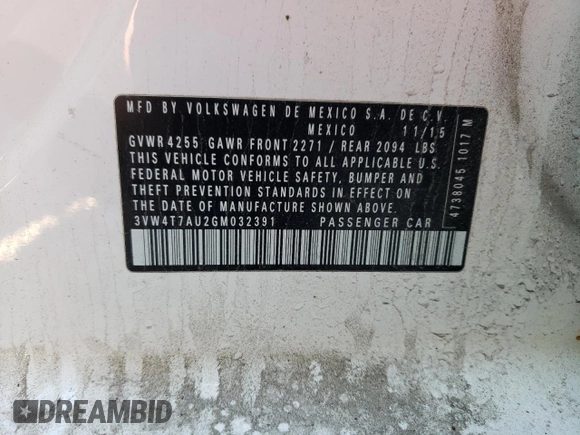 MFD BY VOLKSWAGEN DE MEXICO S.A. DE C.V.
MEXICO 11/15
GVWR 4255 GAWR FRONT 2271 / REAR 2094 LBS
THIS VEHICLE CONFORMS TO ALL APPLICABLE U.S.
FEDERAL MOTOR VEHICLE SAFETY, BUMPER AND
THEFT PREVENTION STANDARDS IN EFFECT ON
THE DATE OF MANUFACTURE SHOWN ABOVE.
3VW4T7AU2GM032391 PASSENGER CAR
4738045 1017 M
DREAMBID